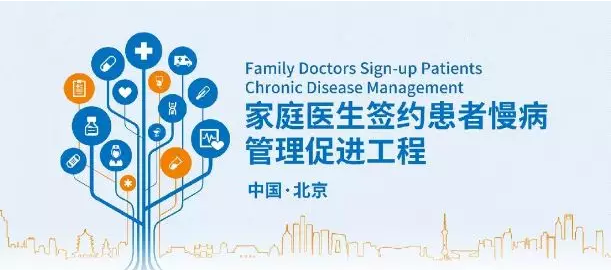 Family Doctors Sign-up Patients
Chronic Disease Management
家庭医生签约患者慢病
管理促进工程
中国·北京